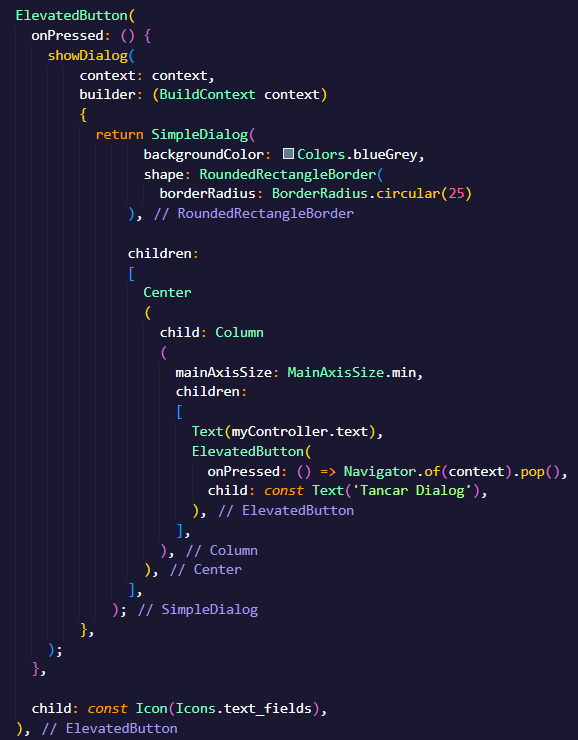 ElevatedButton(
  onPressed: () {
    showDialog(
        context: context,
        builder: (BuildContext context)
        {
          return SimpleDialog(
                backgroundColor: Colors.blueGrey,
                shape: RoundedRectangleBorder(
                  borderRadius: BorderRadius.circular(25)
              ), // RoundedRectangleBorder

              children:
              [
                Center
                (
                  child: Column
                  (
                    mainAxisSize: MainAxisSize.min,
                    children:
                    [
                      Text(myController.text),
                      ElevatedButton(
                        onPressed: () => Navigator.of(context).pop(),
                        child: const Text('Tancar Dialog'),
                      ), // ElevatedButton
                    ],
                  ), // Column
                ), // Center
              ],
            ); // SimpleDialog
        },
    );
  },

  child: const Icon(Icons.text_fields),
), // ElevatedButton